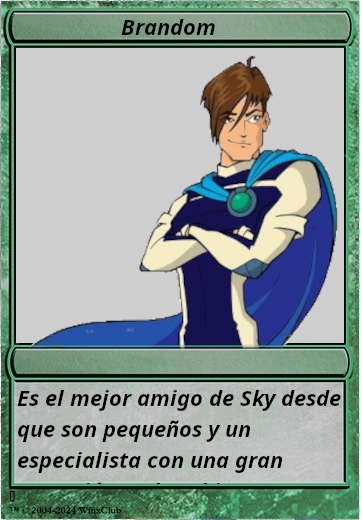 Brandom
Es el mejor amigo de Sky desde
que son pequeños y un
especialista con una gran
™ © 2004-2024 WinxClub